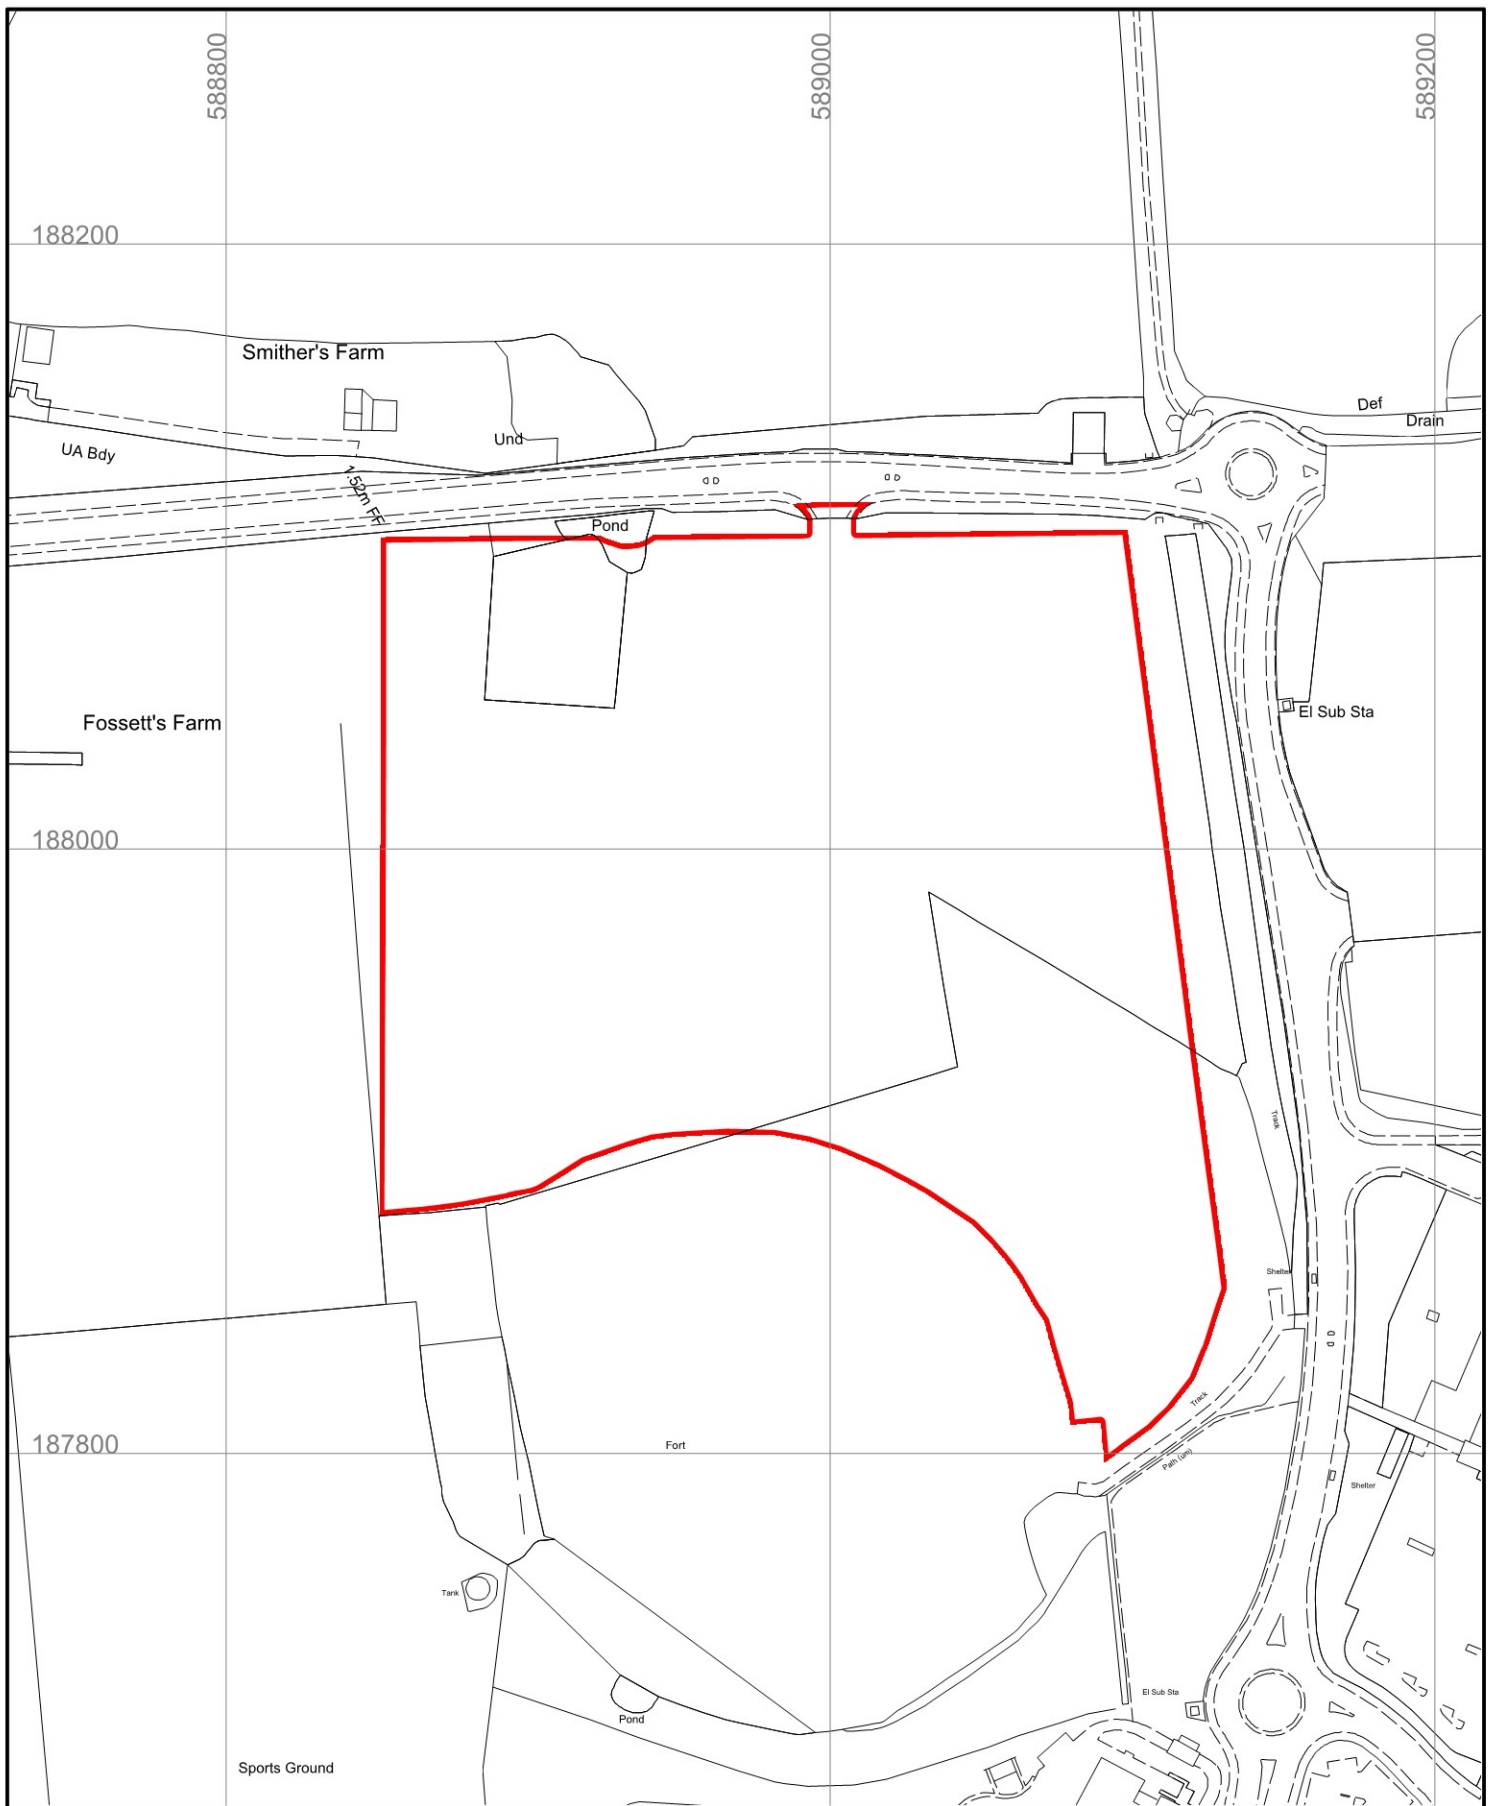 588800
589000
589200
188200
Smither's Farm
Def
Drain
Und
UA Bdy
1.52m FF
Pond
El Sub Sta
Fossett's Farm
188000
Track
Shelter
Track
187800
Fort
Path (um)
Shelter
Tank
El Sub Sta
Pond
Sports Ground